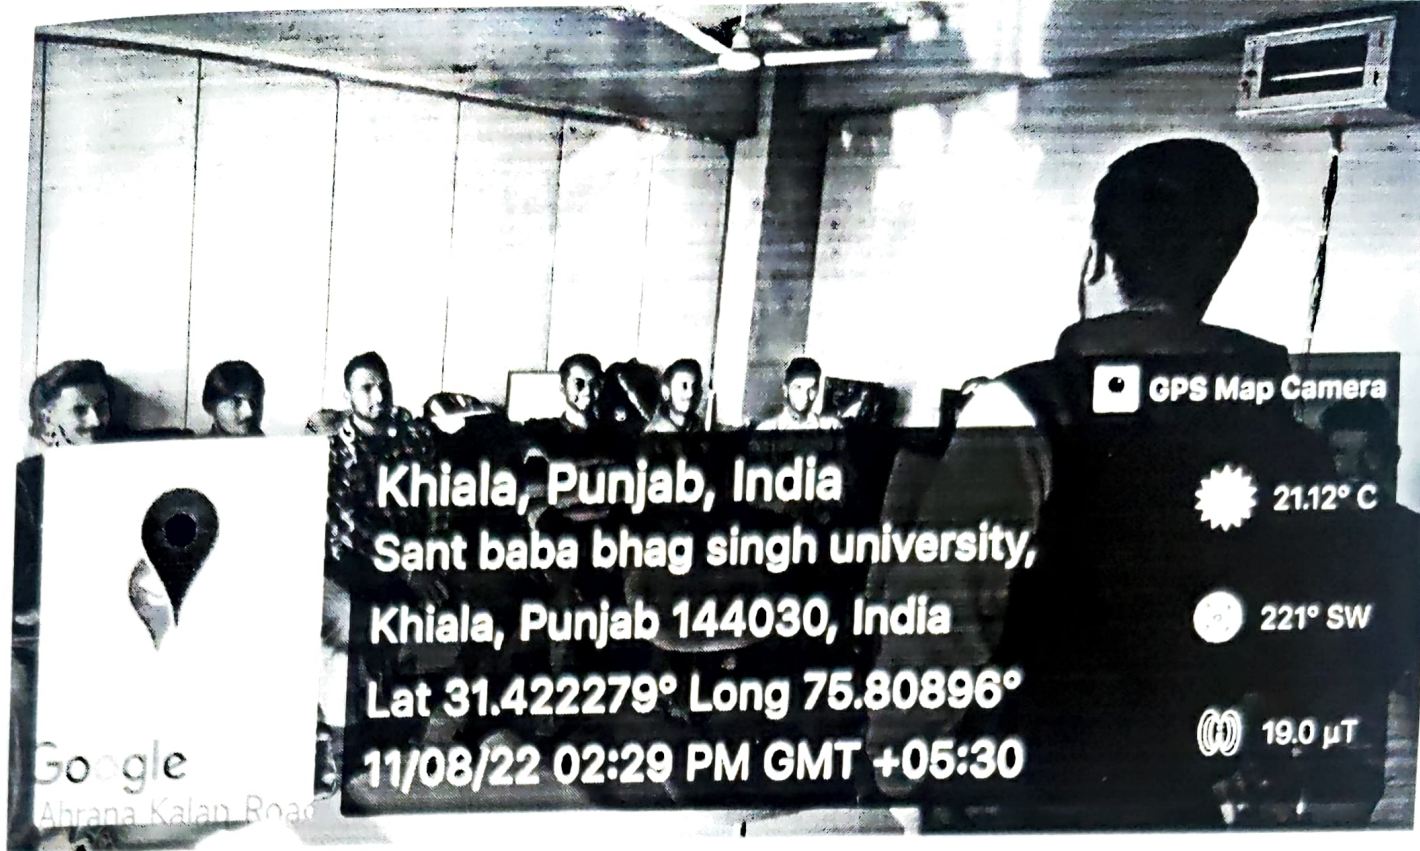 GPS Map Camera
Khiala, Punjab, India
Sant baba bhag singh university,
Khiala, Punjab 144030, India
Lat 31.422279° Long 75.80896°
11/08/22 02:29 PM GMT +05:30
21.12° C
221° SW
19.0 µT
Google
Ahrana Kalan Road